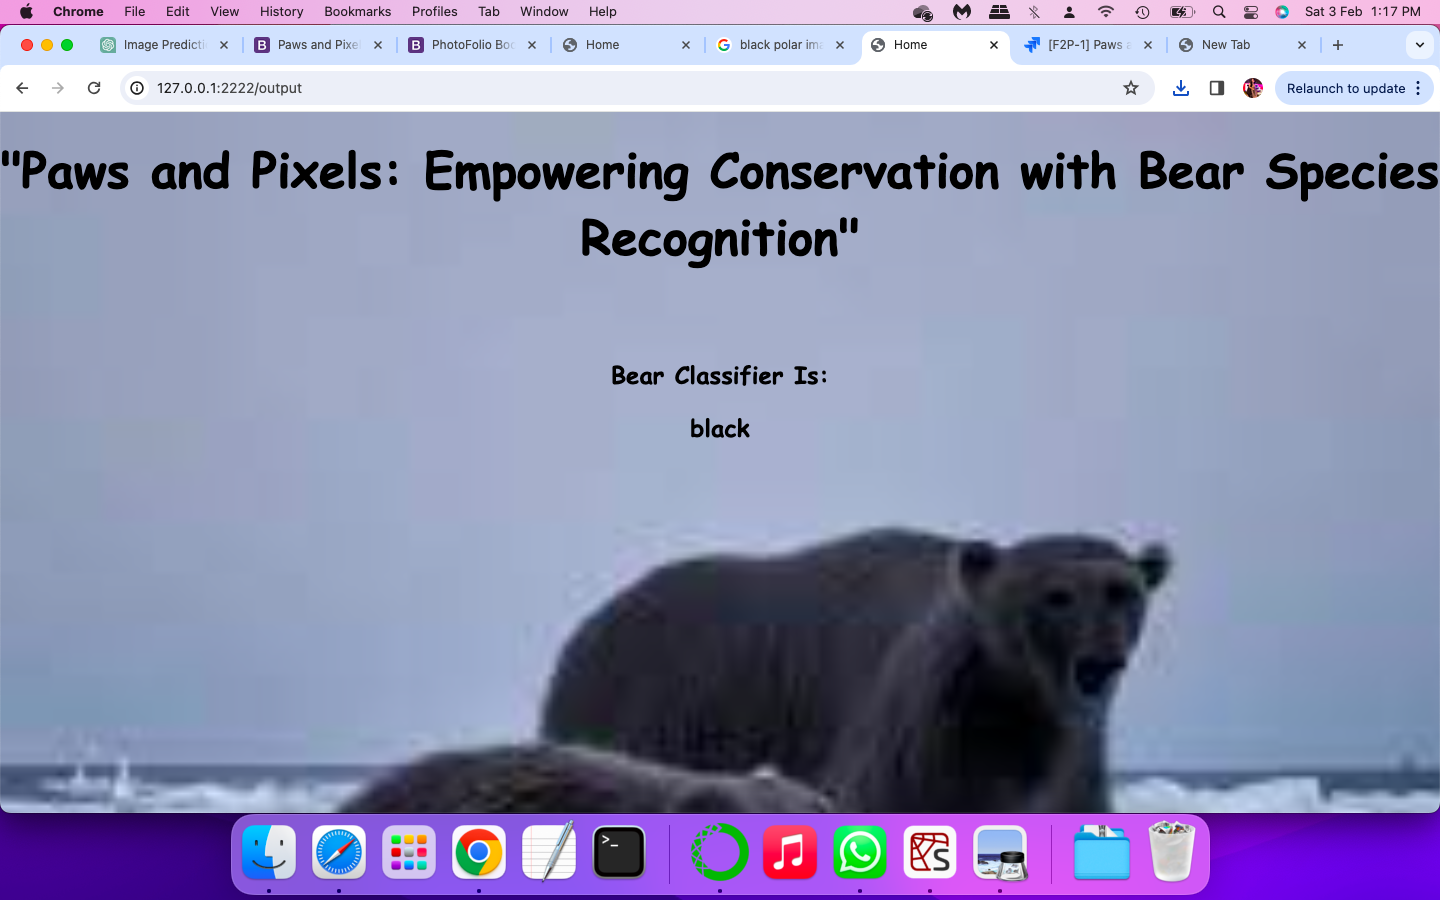 Chrome File Edit View History Bookmarks Profiles Tab Window Help Sat 3 Feb 1:17 PM
Image Predicti Paws and Pixe PhotoFolio Boo Home black polar ima Home [F2P-1] Paws a New Tab
127.0.0.1:2222/output Relaunch to update
"Paws and Pixels: Empowering Conservation with Bear Species
Recognition"
Bear Classifier Is:
black